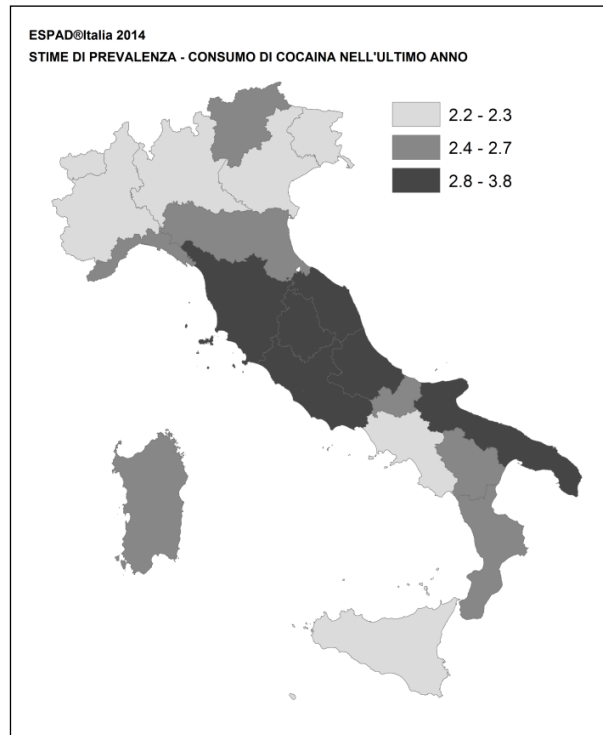 ESPAD®Italia 2014
STIME DI PREVALENZA - CONSUMO DI COCAINA NELL'ULTIMO ANNO
2.2 - 2.3
2.4 - 2.7
2.8 - 3.8